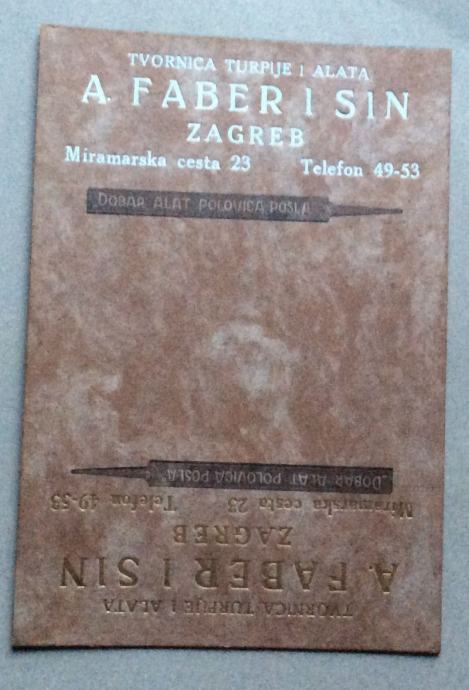 TVORNICA TURPIJE I ALATA
A. FABER I SIN
ZAGREB
Miramarska cesta 23 Telefon 49-53
„DOBAR ALAT POLOVICA POSLA"
„DOBAR ALAT POLOVICA POSLA"
Miramarska cesta 23 Telefon 49-53
ZAGREB
A. FABER I SIN
TVORNICA TURPIJE I ALATA